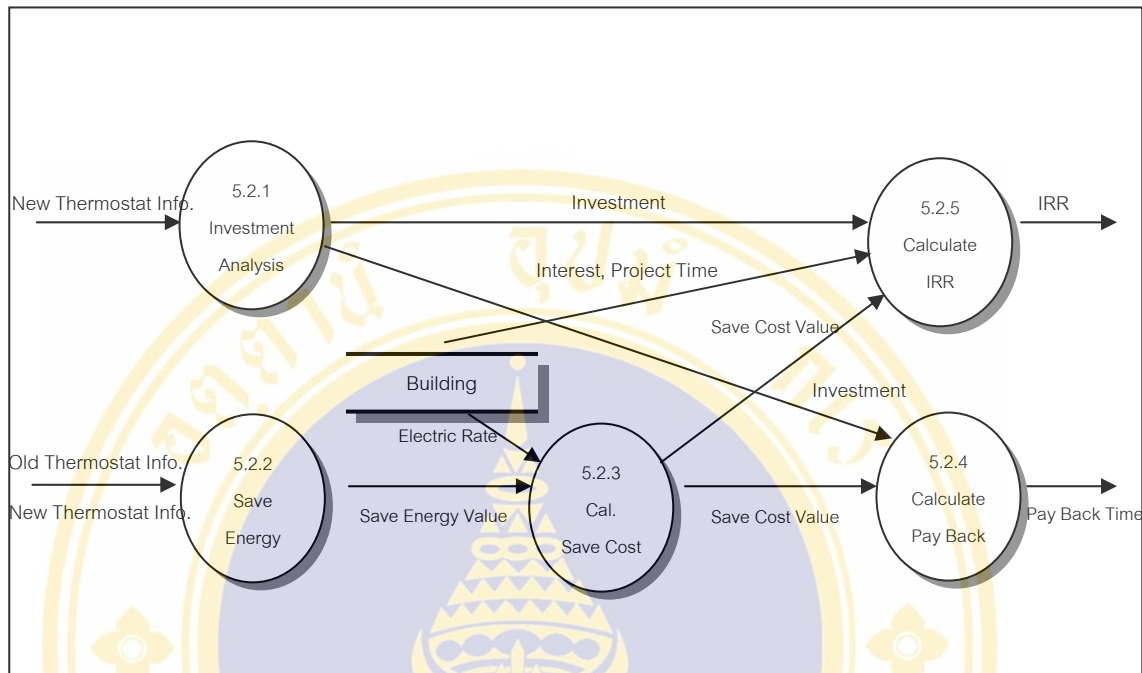 New Thermostat Info.
5.2.1
Investment
Analysis
Investment
5.2.5
Calculate
IRR
IRR
Interest, Project Time
Save Cost Value
Building
Investment
Electric Rate
Old Thermostat Info.
New Thermostat Info.
5.2.2
Save
Energy
Save Energy Value
5.2.3
Cal.
Save Cost
Save Cost Value
5.2.4
Calculate
Pay Back
Pay Back Time